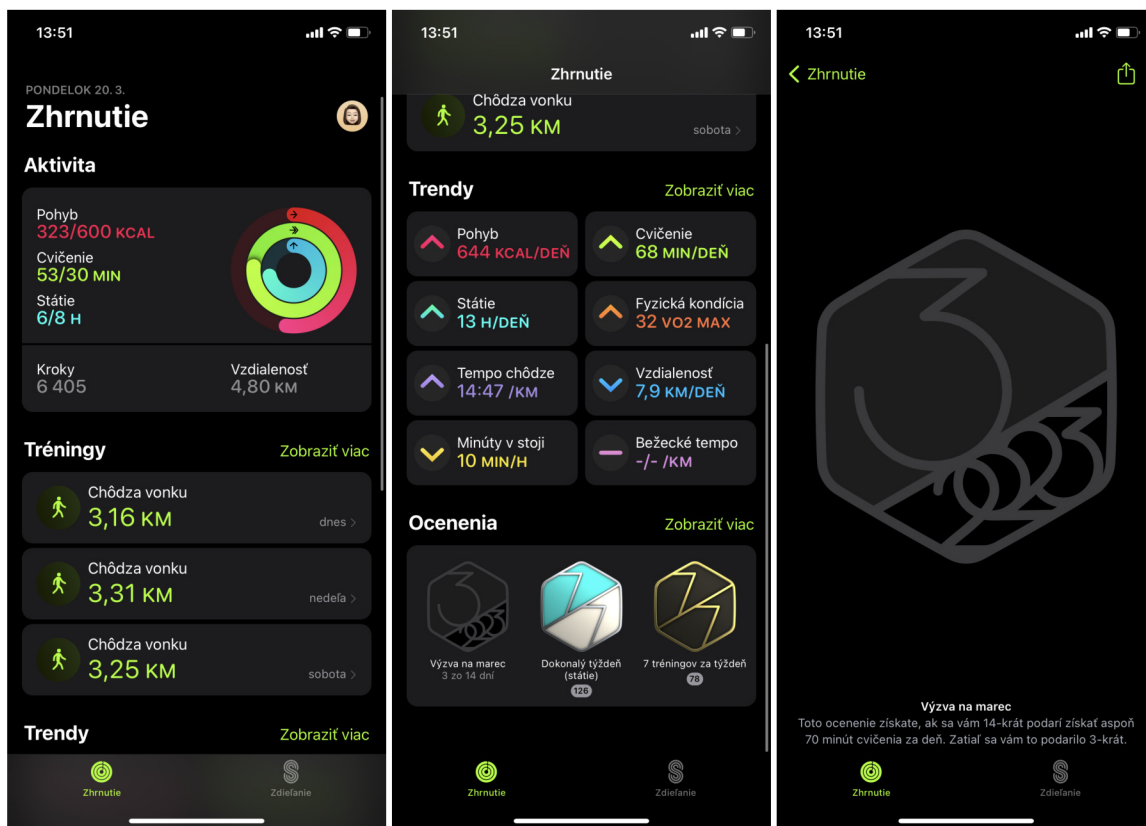 13:51
PONDELOK 20. 3.
Zhrnutie
Aktivita
Pohyb
323/600 KCAL
Cvičenie
53/30 MIN
Státie
6/8 H
Kroky
6 405
Vzdialenosť
4,80 KM
Tréningy
Zobraziť viac
Chôdza vonku
3,16 KM
dnes
Chôdza vonku
3,31 KM
nedeľa
Chôdza vonku
3,25 KM
sobota
Trendy
Zobraziť viac
Zhrnutie
Zdieľanie
13:51
Zhrnutie
Chôdza vonku
3,25 KM
sobota
Trendy
Zobraziť viac
Pohyb
644 KCAL/DEŇ
Cvičenie
68 MIN/DEŇ
Státie
13 H/DEŇ
Fyzická kondícia
32 VO2 MAX
Tempo chôdze
14:47 /KM
Vzdialenosť
7,9 KM/DEŇ
Minúty v stoji
10 MIN/H
Bežecké tempo
-/- /KM
Ocenenia
Zobraziť viac
3
2023
Výzva na marec
3 zo 14 dní
Dokonalý týždeň
(státie)
126
7 tréningov za týždeň
78
Zhrnutie
Zdieľanie
13:51
Zhrnutie
3
2023
Výzva na marec
Toto ocenenie získate, ak sa vám 14-krát podarí získať aspoň
70 minút cvičenia za deň. Zatiaľ sa vám to podarilo 3-krát.
Zhrnutie
Zdieľanie